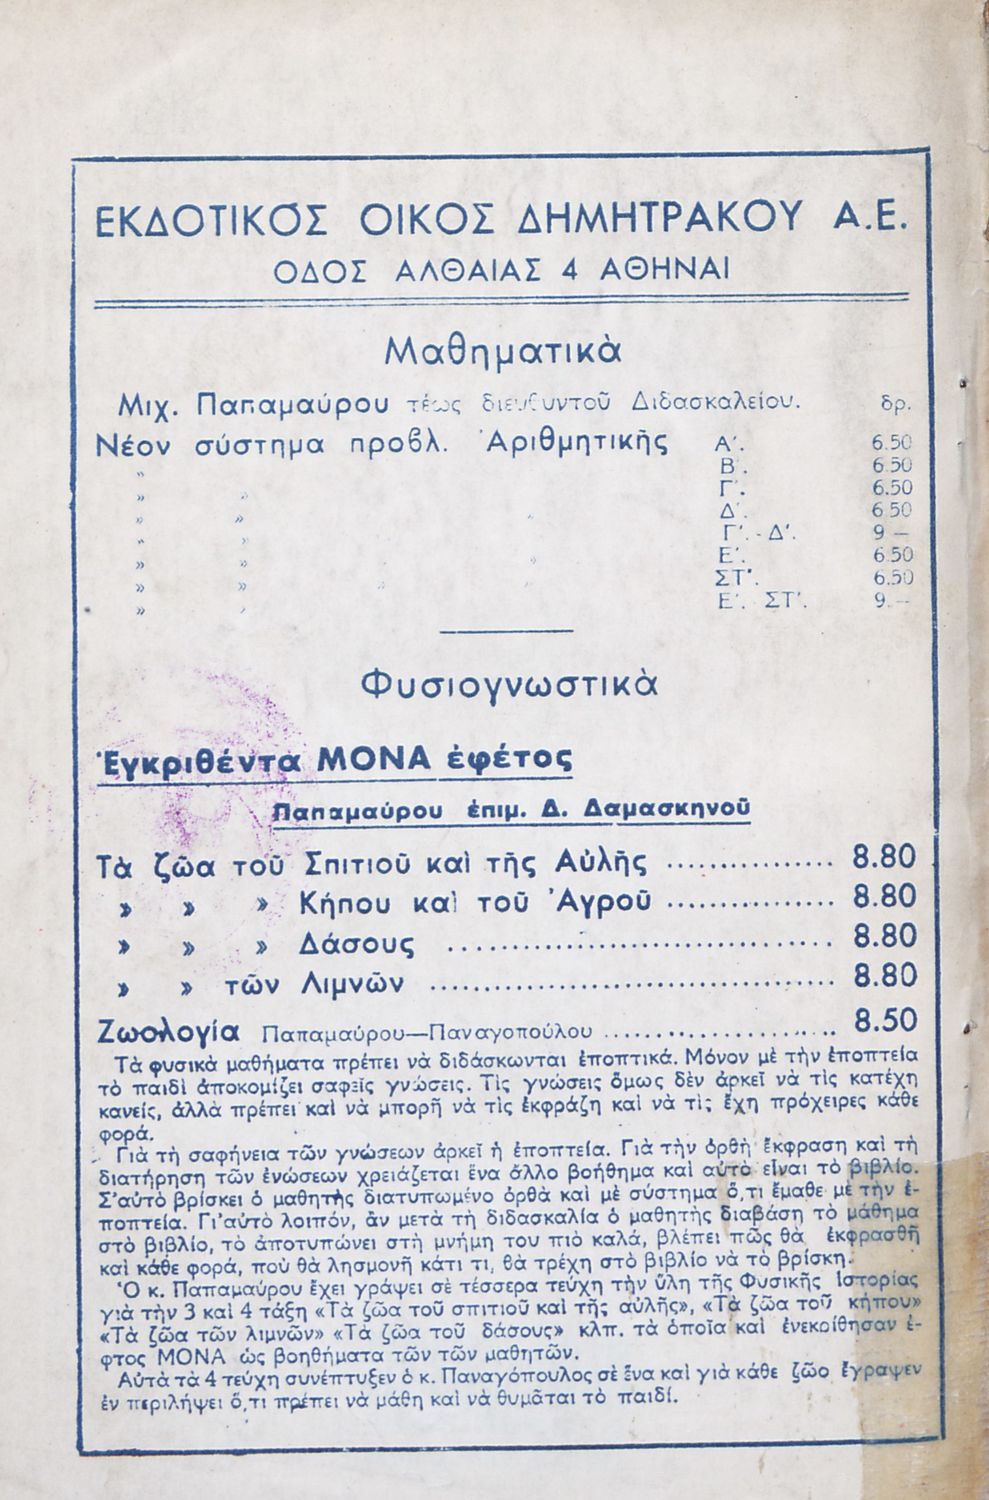 ΕΚΔΟΤΙΚΟΣ ΟΙΚΟΣ ΔΗΜΗΤΡΑΚΟΥ Α.Ε.
ΟΔΟΣ ΑΛΘΑΙΑΣ 4 ΑΘΗΝΑΙ
Μαθηματικὰ
Μιχ. Παπαμαύρου τέως διευθυντοῦ Διδασκαλείου. δρ.
Νέον σύστημα προβλ. Ἀριθμητικῆς Α΄. 6.50
» Β΄. 6.50
» » Γ΄. 6.50
» » » Δ΄. 6 50
» » Γ΄. - Δ΄. 9 —
» » » Ε΄. 6 50
» » » » ΣΤ΄. 6.50
» » Ε΄. ΣΤ΄. 9.—
Φυσιογνωστικὰ
Ἐγκριθέντα ΜΟΝΑ ἐφέτος
Παπαμαύρου ἐπιμ. Δ. Δαμασκηνοῦ
Τὰ ζῶα τοῦ Σπιτιοῦ καὶ τῆς Αὐλῆς ............... 8.80
» » » Κήπου καὶ τοῦ Ἀγροῦ ............... 8.80
» » » Δάσους .................................. 8.80
» » τῶν Λιμνῶν .................................... 8.80
Ζωολογία Παπαμαύρου—Παναγοπούλου ..................... 8.50
Τὰ φυσικὰ μαθήματα πρέπει νὰ διδάσκωνται ἐποπτικά. Μόνον μὲ τὴν ἐποπτεία
τὸ παιδὶ ἀποκομίζει σαφεῖς γνώσεις. Τὶς γνώσεις ὅμως δὲν ἀρκεῖ νὰ τὶς κατέχη
κανείς, ἀλλὰ πρέπει καὶ νὰ μπορῆ νὰ τὶς ἐκφράζη καὶ νὰ τὶς ἔχη πρόχειρες κάθε
φορά.
Γιὰ τὴ σαφήνεια τῶν γνώσεων ἀρκεῖ ἡ ἐποπτεία. Γιὰ τὴν ὀρθὴ ἔκφραση καὶ τὴ
διατήρηση τῶν ἑνώσεων χρειάζεται ἕνα ἄλλο βοήθημα καὶ αὐτὸ εἶναι τὸ βιβλίο.
Σ'αὐτὸ βρίσκει ὁ μαθητὴς διατυπωμένο ὀρθὰ καὶ μὲ σύστημα ὅ,τι ἔμαθε μὲ τὴν ἐ-
ποπτεία. Γι'αὐτὸ λοιπόν, ἂν μετὰ τὴ διδασκαλία ὁ μαθητὴς διαβάση τὸ μάθημα
στὸ βιβλίο, τὸ ἀποτυπώνει στὴ μνήμη του πιὸ καλά, βλέπει πῶς θὰ ἐκφρασθῆ
καὶ κάθε φορά, ποὺ θὰ λησμονῆ κάτι τι, θὰ τρέχη στὸ βιβλίο νὰ τὸ βρίσκη.
Ὁ κ. Παπαμαύρου ἔχει γράψει σὲ τέσσερα τεύχη τὴν ὕλη τῆς Φυσικῆς Ἱστορίας
γιὰ τὴν 3 καὶ 4 τάξη «Τὰ ζῶα τοῦ σπιτιοῦ καὶ τῆς αὐλῆς», «Τὰ ζῶα τοῦ κήπου»
«Τὰ ζῶα τῶν λιμνῶν» «Τὰ ζῶα τοῦ δάσους» κλπ. τὰ ὁποῖα καὶ ἐνεκρίθησαν ἐ-
φτος ΜΟΝΑ ὡς βοηθήματα τῶν τῶν μαθητῶν.
Αὐτὰ τὰ 4 τεύχη συνέπτυξεν ὁ κ. Παναγόπουλος σὲ ἕνα καὶ γιὰ κάθε ζῶο ἔγραψεν
ἐν περιλήψει ὅ,τι πρέπει νὰ μάθη καὶ νὰ θυμᾶται τὸ παιδί.